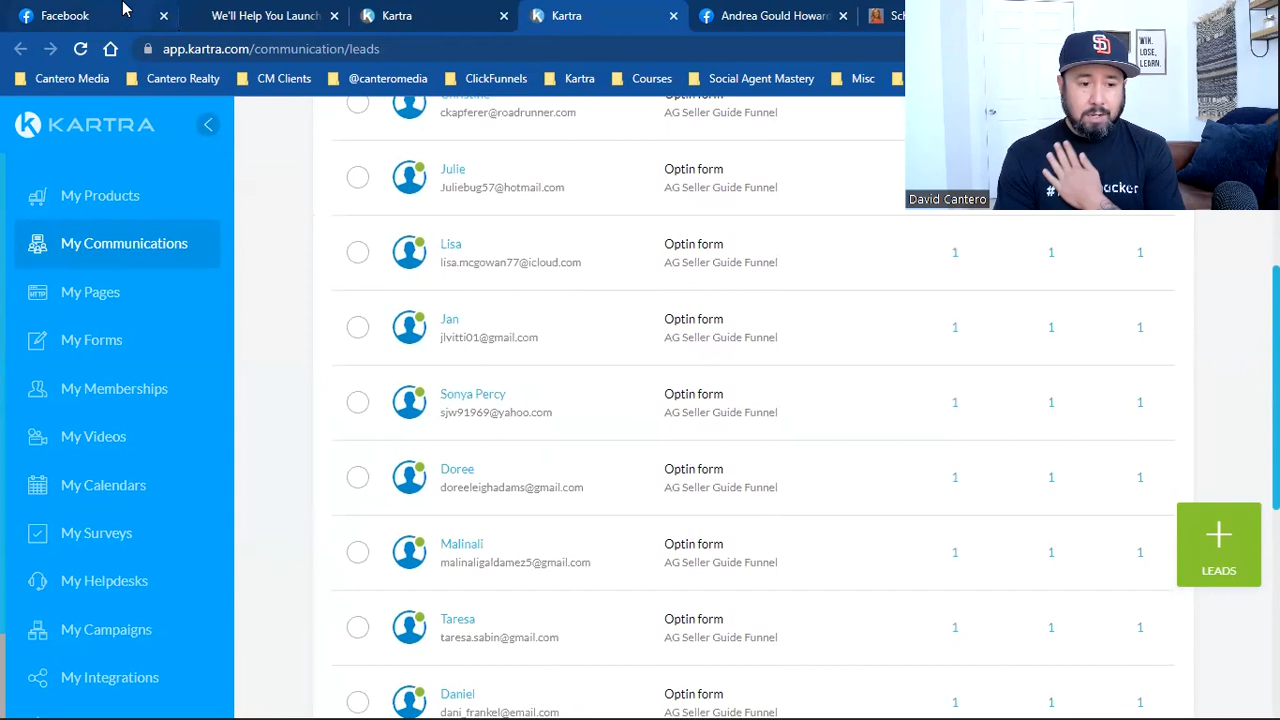 Facebook
We'll Help You Launch
Kartra
Kartra
Andrea Gould Howard
Sch
app.kartra.com/communication/leads
Cantero Media
Cantero Realty
CM Clients
@canteromedia
ClickFunnels
Kartra
Courses
Social Agent Mastery
Misc
WIN.
LOSE,
LEARN.
SD
David Cantero
KARTRA
My Products
My Communications
HTTP
My Pages
My Forms
My Memberships
My Videos
My Calendars
My Surveys
My Helpdesks
My Campaigns
My Integrations
Christine
Optin form
ckapferer@roadrunner.com
AG Seller Guide Funnel
Julie
Optin form
Juliebug57@hotmail.com
AG Seller Guide Funnel
Lisa
Optin form
lisa.mcgowan77@icloud.com
AG Seller Guide Funnel
1 1 1
Jan
Optin form
jlvitti01@gmail.com
AG Seller Guide Funnel
1 1 1
Sonya Percy
Optin form
sjw91969@yahoo.com
AG Seller Guide Funnel
1 1 1
Doree
Optin form
doreeleighadams@gmail.com
AG Seller Guide Funnel
1 1 1
Malinali
Optin form
malinaligaldamez5@gmail.com
AG Seller Guide Funnel
1 1 1
Taresa
Optin form
taresa.sabin@gmail.com
AG Seller Guide Funnel
1 1 1
Daniel
Optin form
dani_frankel@email.com
AG Seller Guide Funnel
1 1 1
+
LEADS